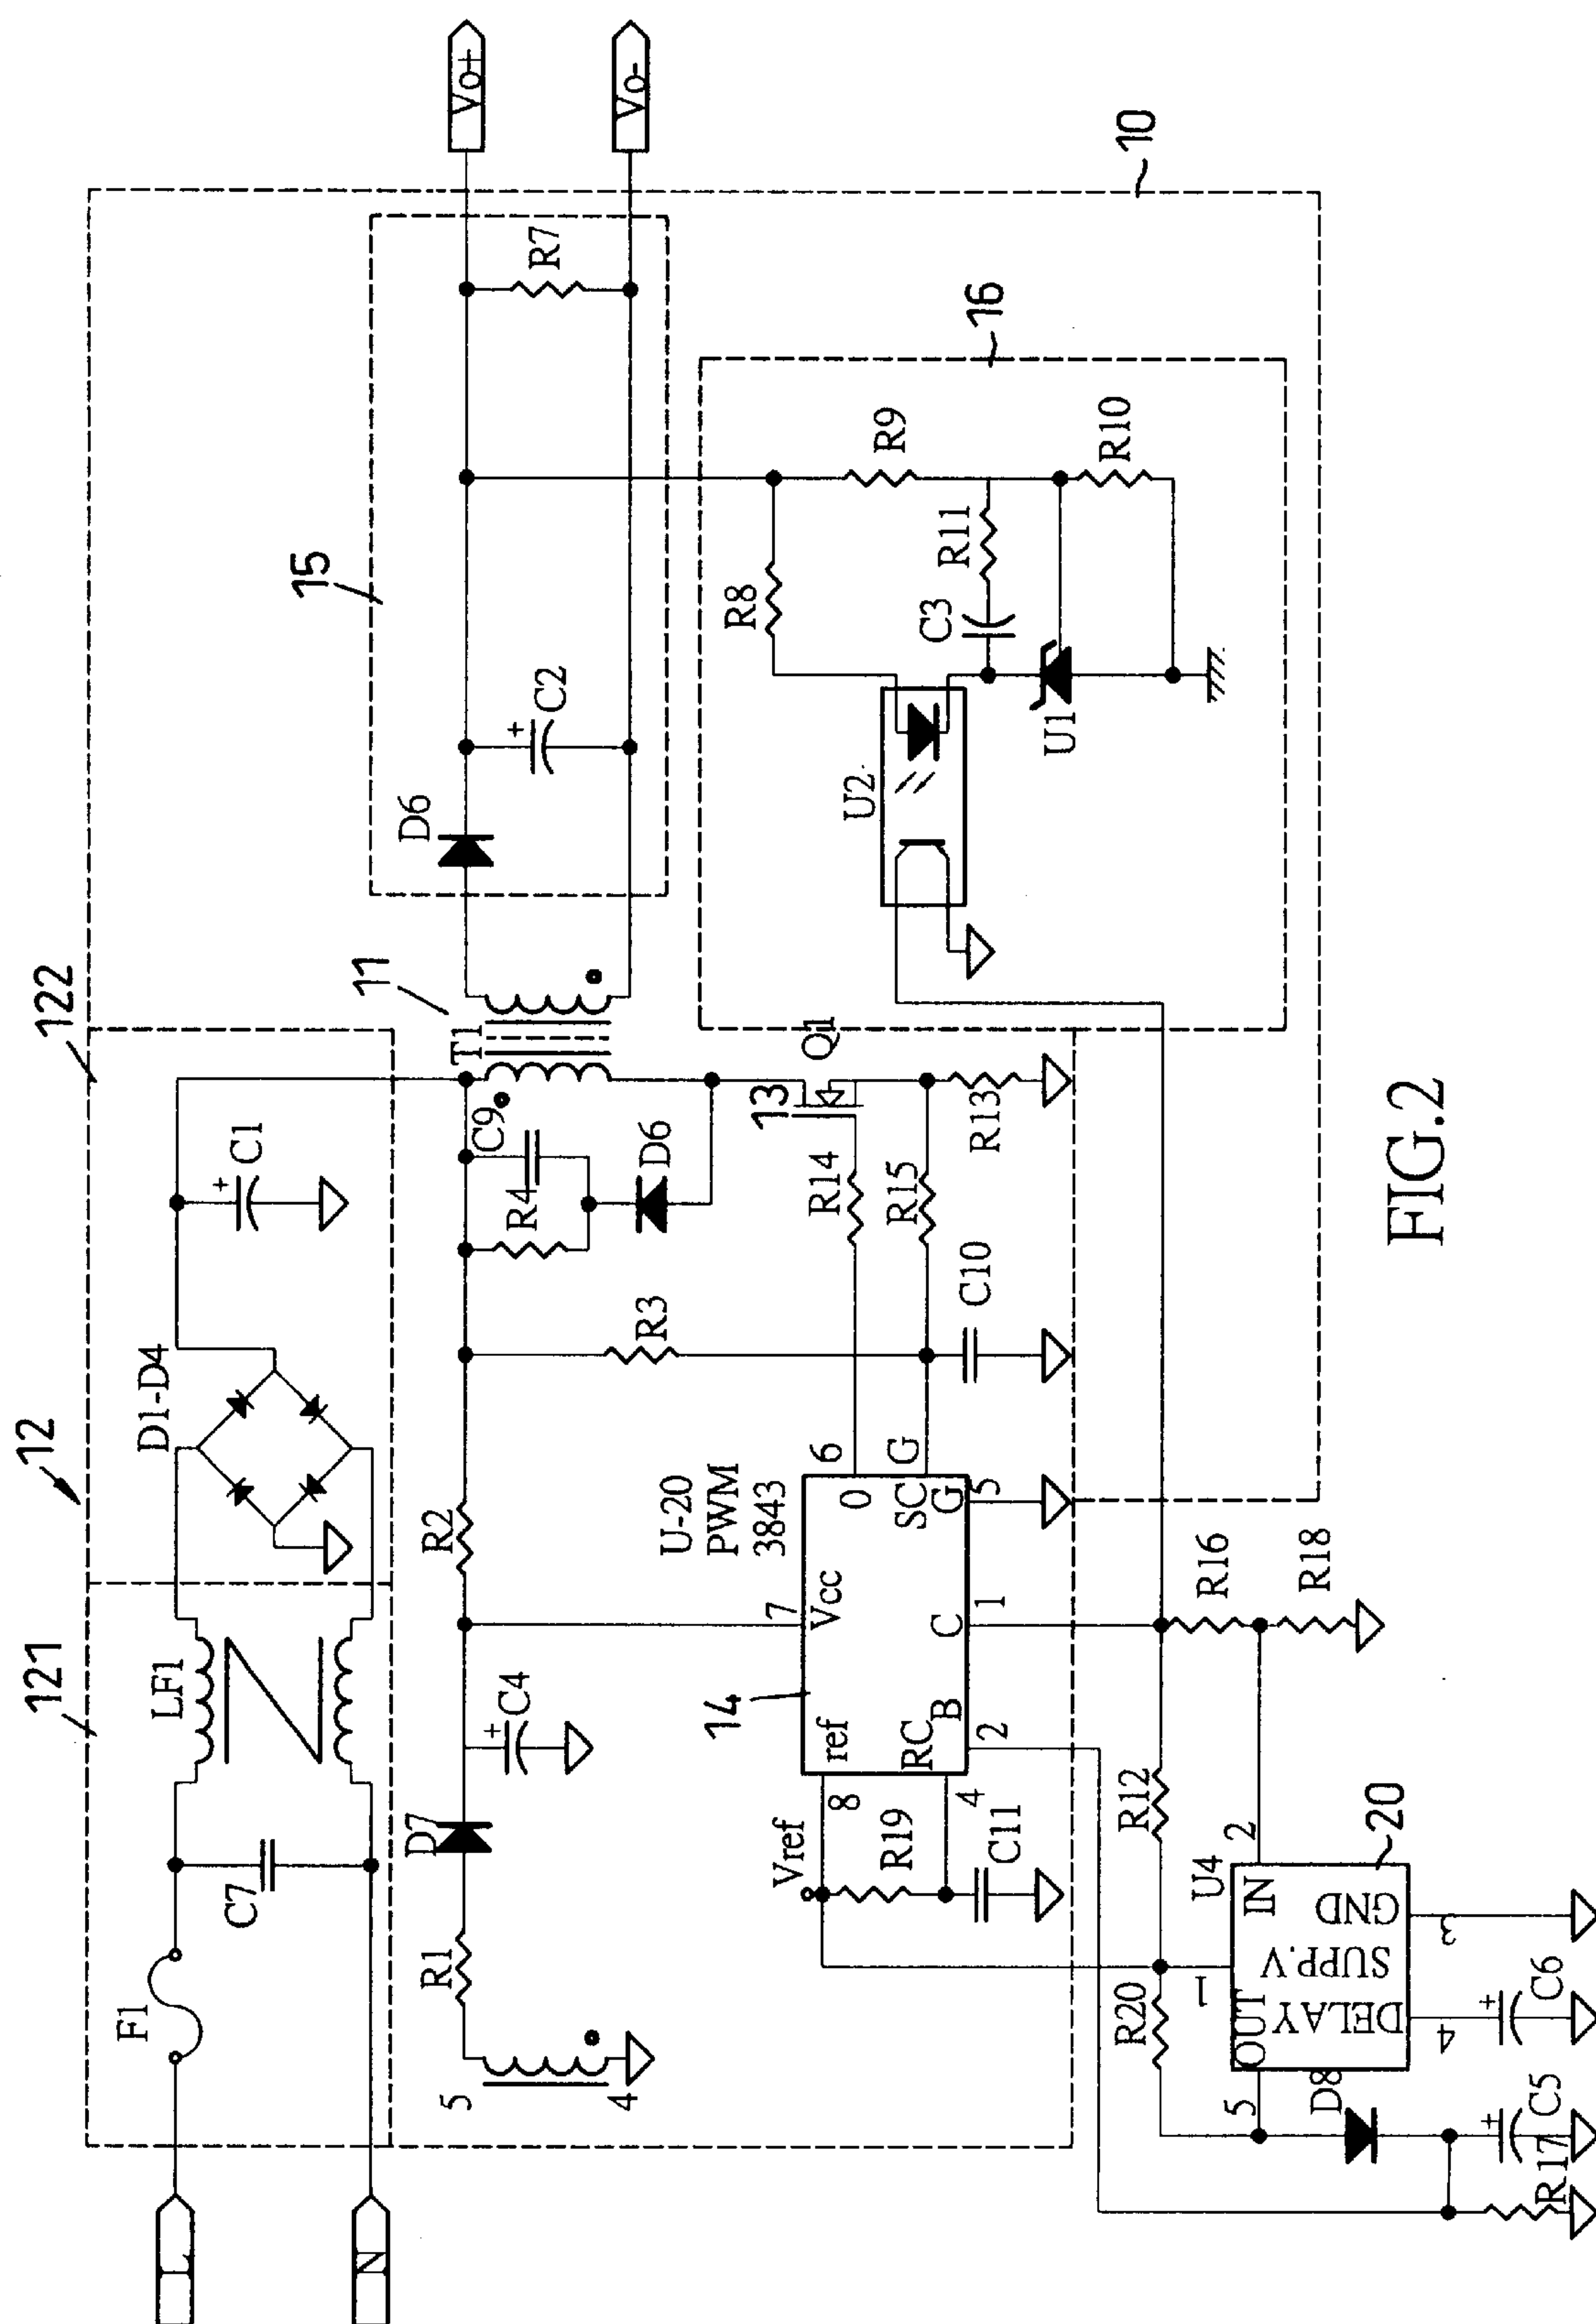 12
121
122
F1
L
N
C7
LF1
D1-D4
C1
+
10
11
T1
15
D6
C2
+
R7
Vo+
Vo-
5
4
R1
D7
C4
+
R2
R3
R4
C9
D6
13
Q1
R14
R15
R13
C10
U-20
PWM
3843
14
7
Vcc
6
0
ref
8
SC
G
G
5
RC
4
B
2
C
1
Vref
R19
C11
16
R8
R9
R11
C3
R10
U2
U1
R12
R16
R18
R20
U4
20
IN
2
OUT
5
SUPP.V
1
GND
3
DELAY
4
D8
C5
+
C6
+
R17
FIG.2